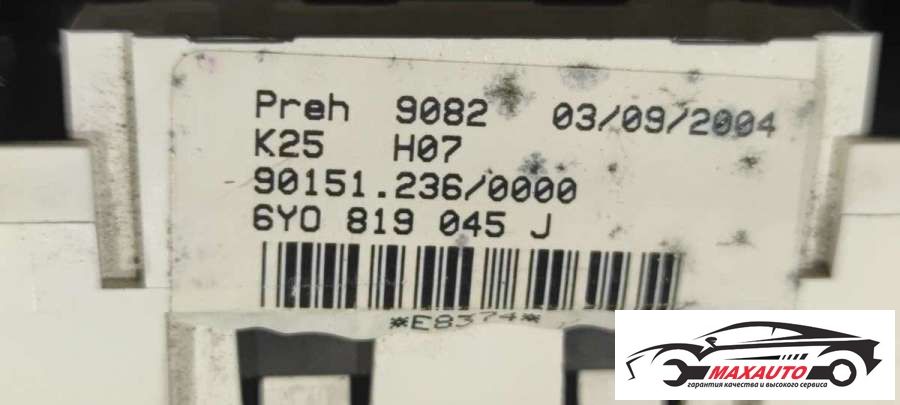 Preh 9082 03/09/2004
K25 H07
90151.236/0000
6Y0 819 045 J
*E8374*
MAXAUTO
гарантия качества и высокого сервиса